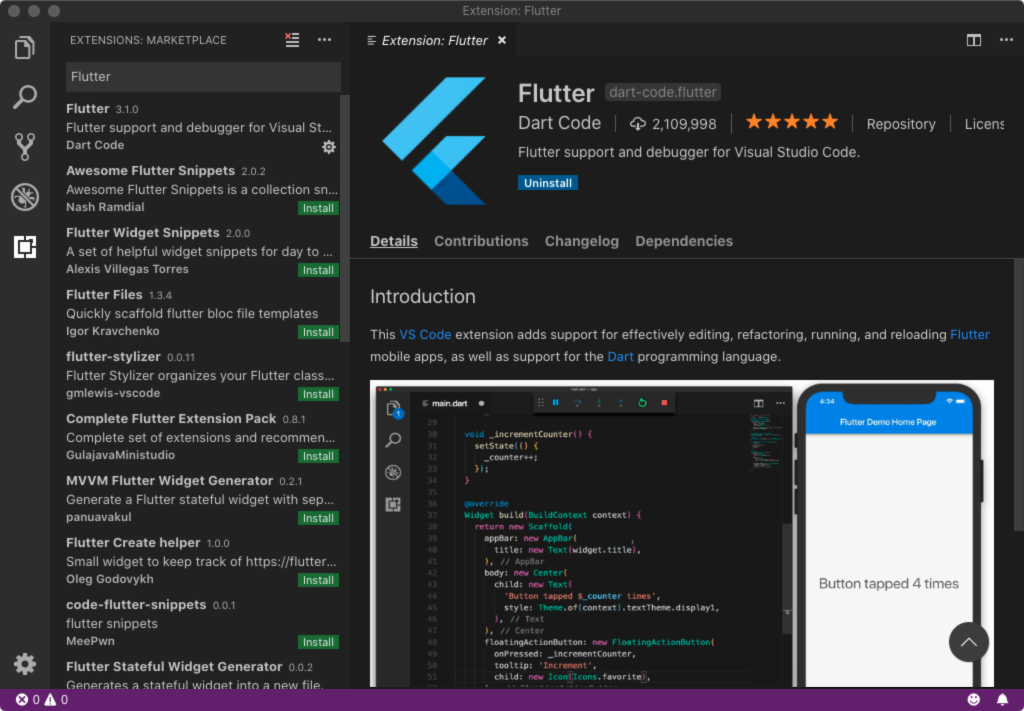 Extension: Flutter
EXTENSIONS: MARKETPLACE
Flutter
Flutter 3.1.0
Flutter support and debugger for Visual St...
Dart Code
Awesome Flutter Snippets 2.0.2
Awesome Flutter Snippets is a collection sn...
Nash Ramdial
Install
Flutter Widget Snippets 2.0.0
A set of helpful widget snippets for day to ...
Alexis Villegas Torres
Install
Flutter Files 1.3.4
Quickly scaffold flutter bloc file templates
Igor Kravchenko
Install
flutter-stylizer 0.0.11
Flutter Stylizer organizes your Flutter class...
gmlewis-vscode
Install
Complete Flutter Extension Pack 0.8.1
Complete set of extensions and recommen...
GulajavaMinistudio
Install
MVVM Flutter Widget Generator 0.2.1
Generate a Flutter stateful widget with sep...
panuavakul
Install
Flutter Create helper 1.0.0
Small widget to keep track of https://flutter...
Oleg Godovykh
Install
code-flutter-snippets 0.0.1
flutter snippets
MeePwn
Install
Flutter Stateful Widget Generator 0.0.2
Generates a stateful widget into a new file.
Extension: Flutter
Flutter dart-code.flutter
Dart Code 2,109,998 Repository Licens
Flutter support and debugger for Visual Studio Code.
Uninstall
Details Contributions Changelog Dependencies
Introduction
This VS Code extension adds support for effectively editing, refactoring, running, and reloading Flutter
mobile apps, as well as support for the Dart programming language.
main.dart
1
29
30 void _incrementCounter() {
31 setState(() {
32 _counter++;
33 });
34 }
35
36 @override
37 Widget build(BuildContext context) {
38 return new Scaffold(
39 appBar: new AppBar(
40 title: new Text(widget.title),
41 ), // AppBar
42 body: new Center(
43 child: new Text(
44 'Button tapped $_counter times',
45 style: Theme.of(context).textTheme.display1,
46 ), // Text
47 ), // Center
48 floatingActionButton: new FloatingActionButton(
49 onPressed: _incrementCounter,
50 tooltip: 'Increment',
51 child: new Icon(Icons.favorite),
4:34
Flutter Demo Home Page
Button tapped 4 times
0 0